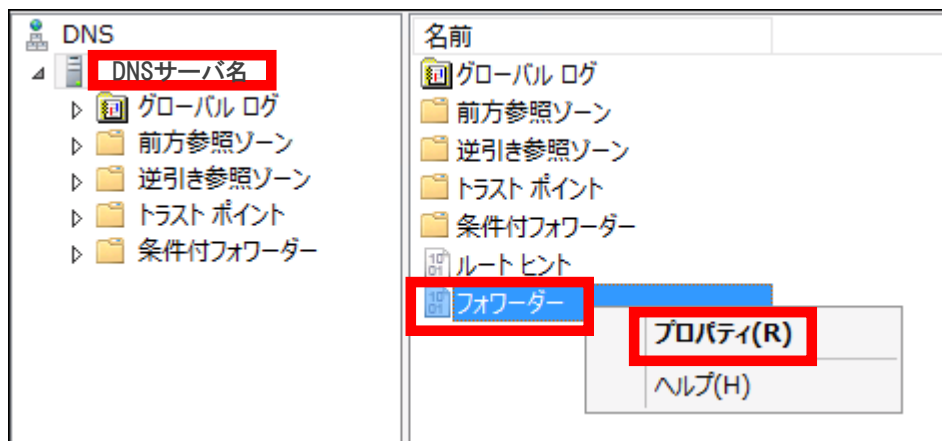 DNS
DNSサーバ名
グローバル ログ
前方参照ゾーン
逆引き参照ゾーン
トラスト ポイント
条件付フォワーダー
名前
グローバル ログ
前方参照ゾーン
逆引き参照ゾーン
トラスト ポイント
条件付フォワーダー
ルート ヒント
フォワーダー
プロパティ(R)
ヘルプ(H)